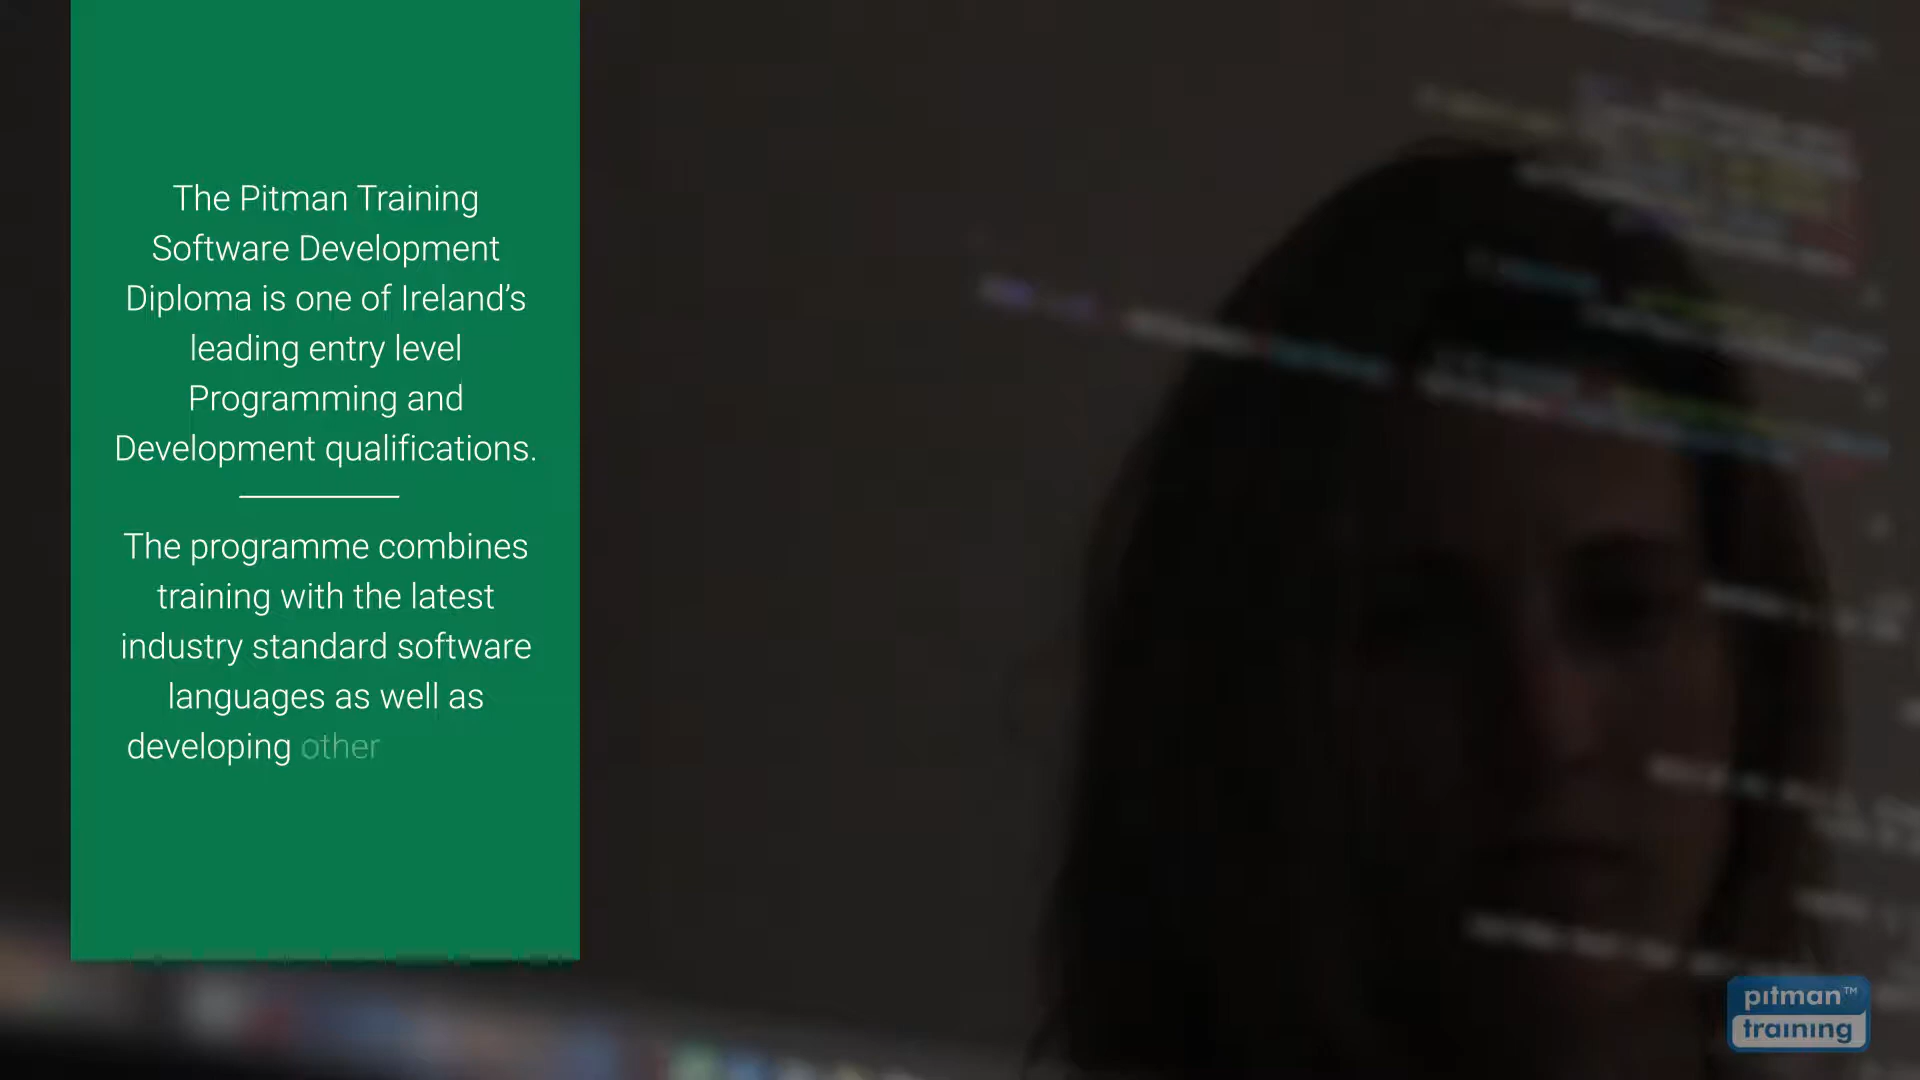 The Pitman Training
Software Development
Diploma is one of Ireland’s
leading entry level
Programming and
Development qualifications.
The programme combines
training with the latest
industry standard software
languages as well as
developing other
pitman™
training